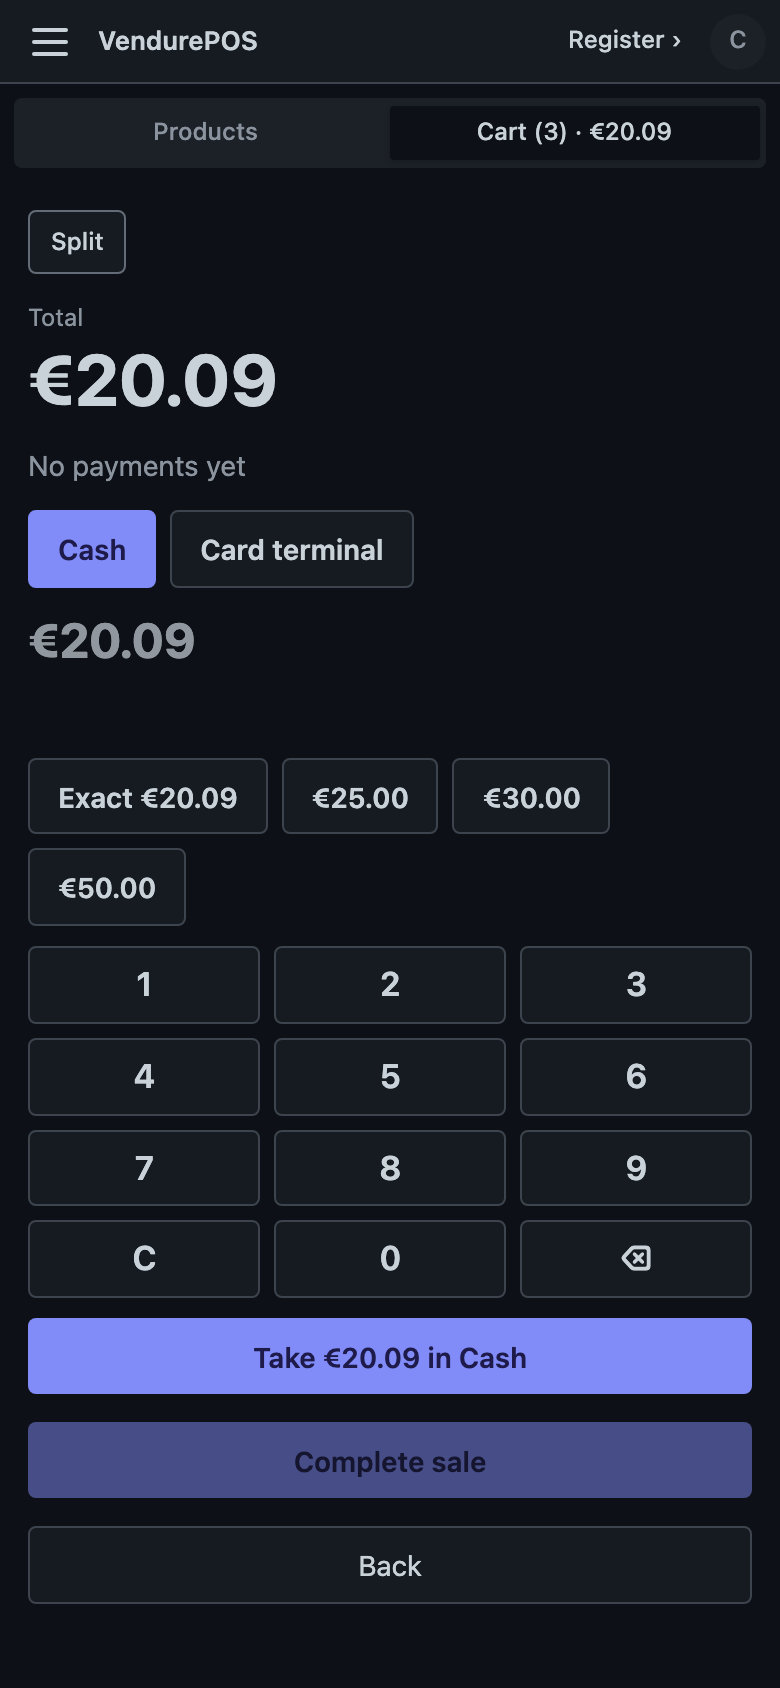 VendurePOS Register › C
Products Cart (3) · €20.09
Split
Total
€20.09
No payments yet
Cash Card terminal
€20.09
Exact €20.09 €25.00 €30.00
€50.00
1 2 3
4 5 6
7 8 9
C 0
Take €20.09 in Cash
Complete sale
Back